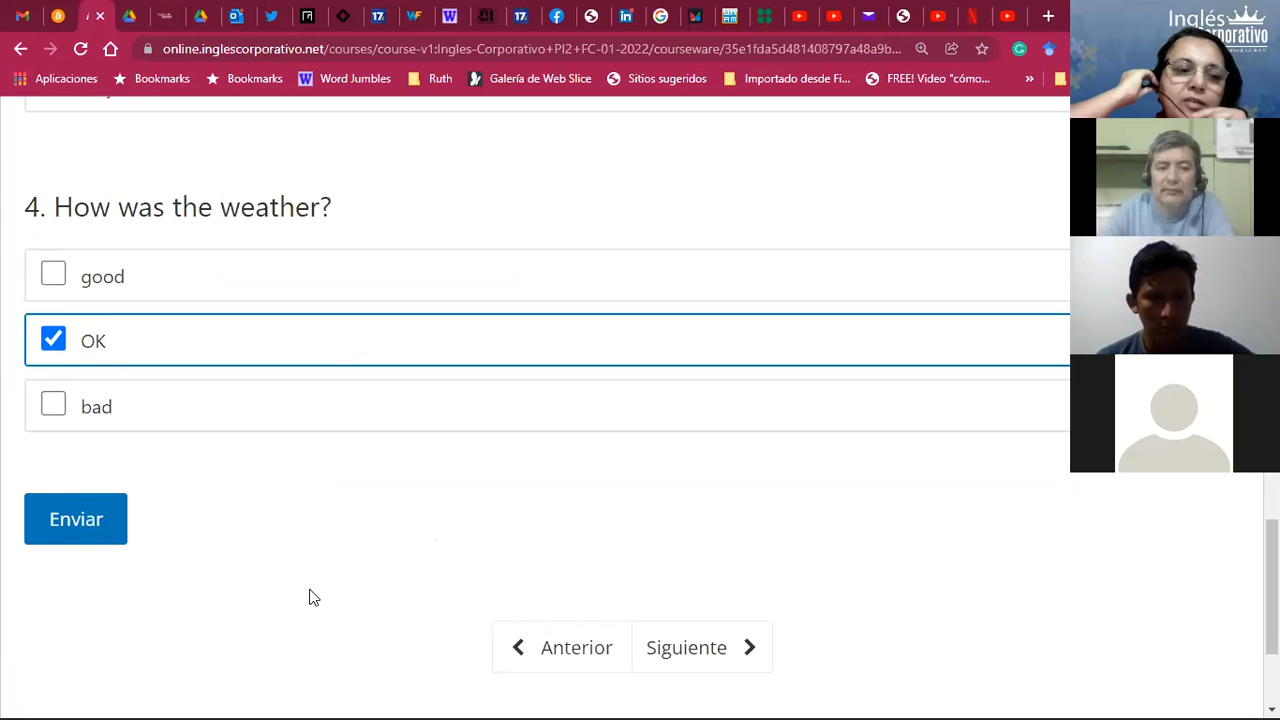 online.inglescorporativo.net/courses/course-v1:Ingles-Corporativo+PI2+FC-01-2022/courseware/35e1fda5d481408797a48a9b...
Aplicaciones
Bookmarks
Bookmarks
Word Jumbles
Ruth
Galería de Web Slice
Sitios sugeridos
Importado desde Fi...
FREE! Video "cómo...
»
Inglés
Corporativo
4. How was the weather?
good
OK
bad
Enviar
Anterior
Siguiente